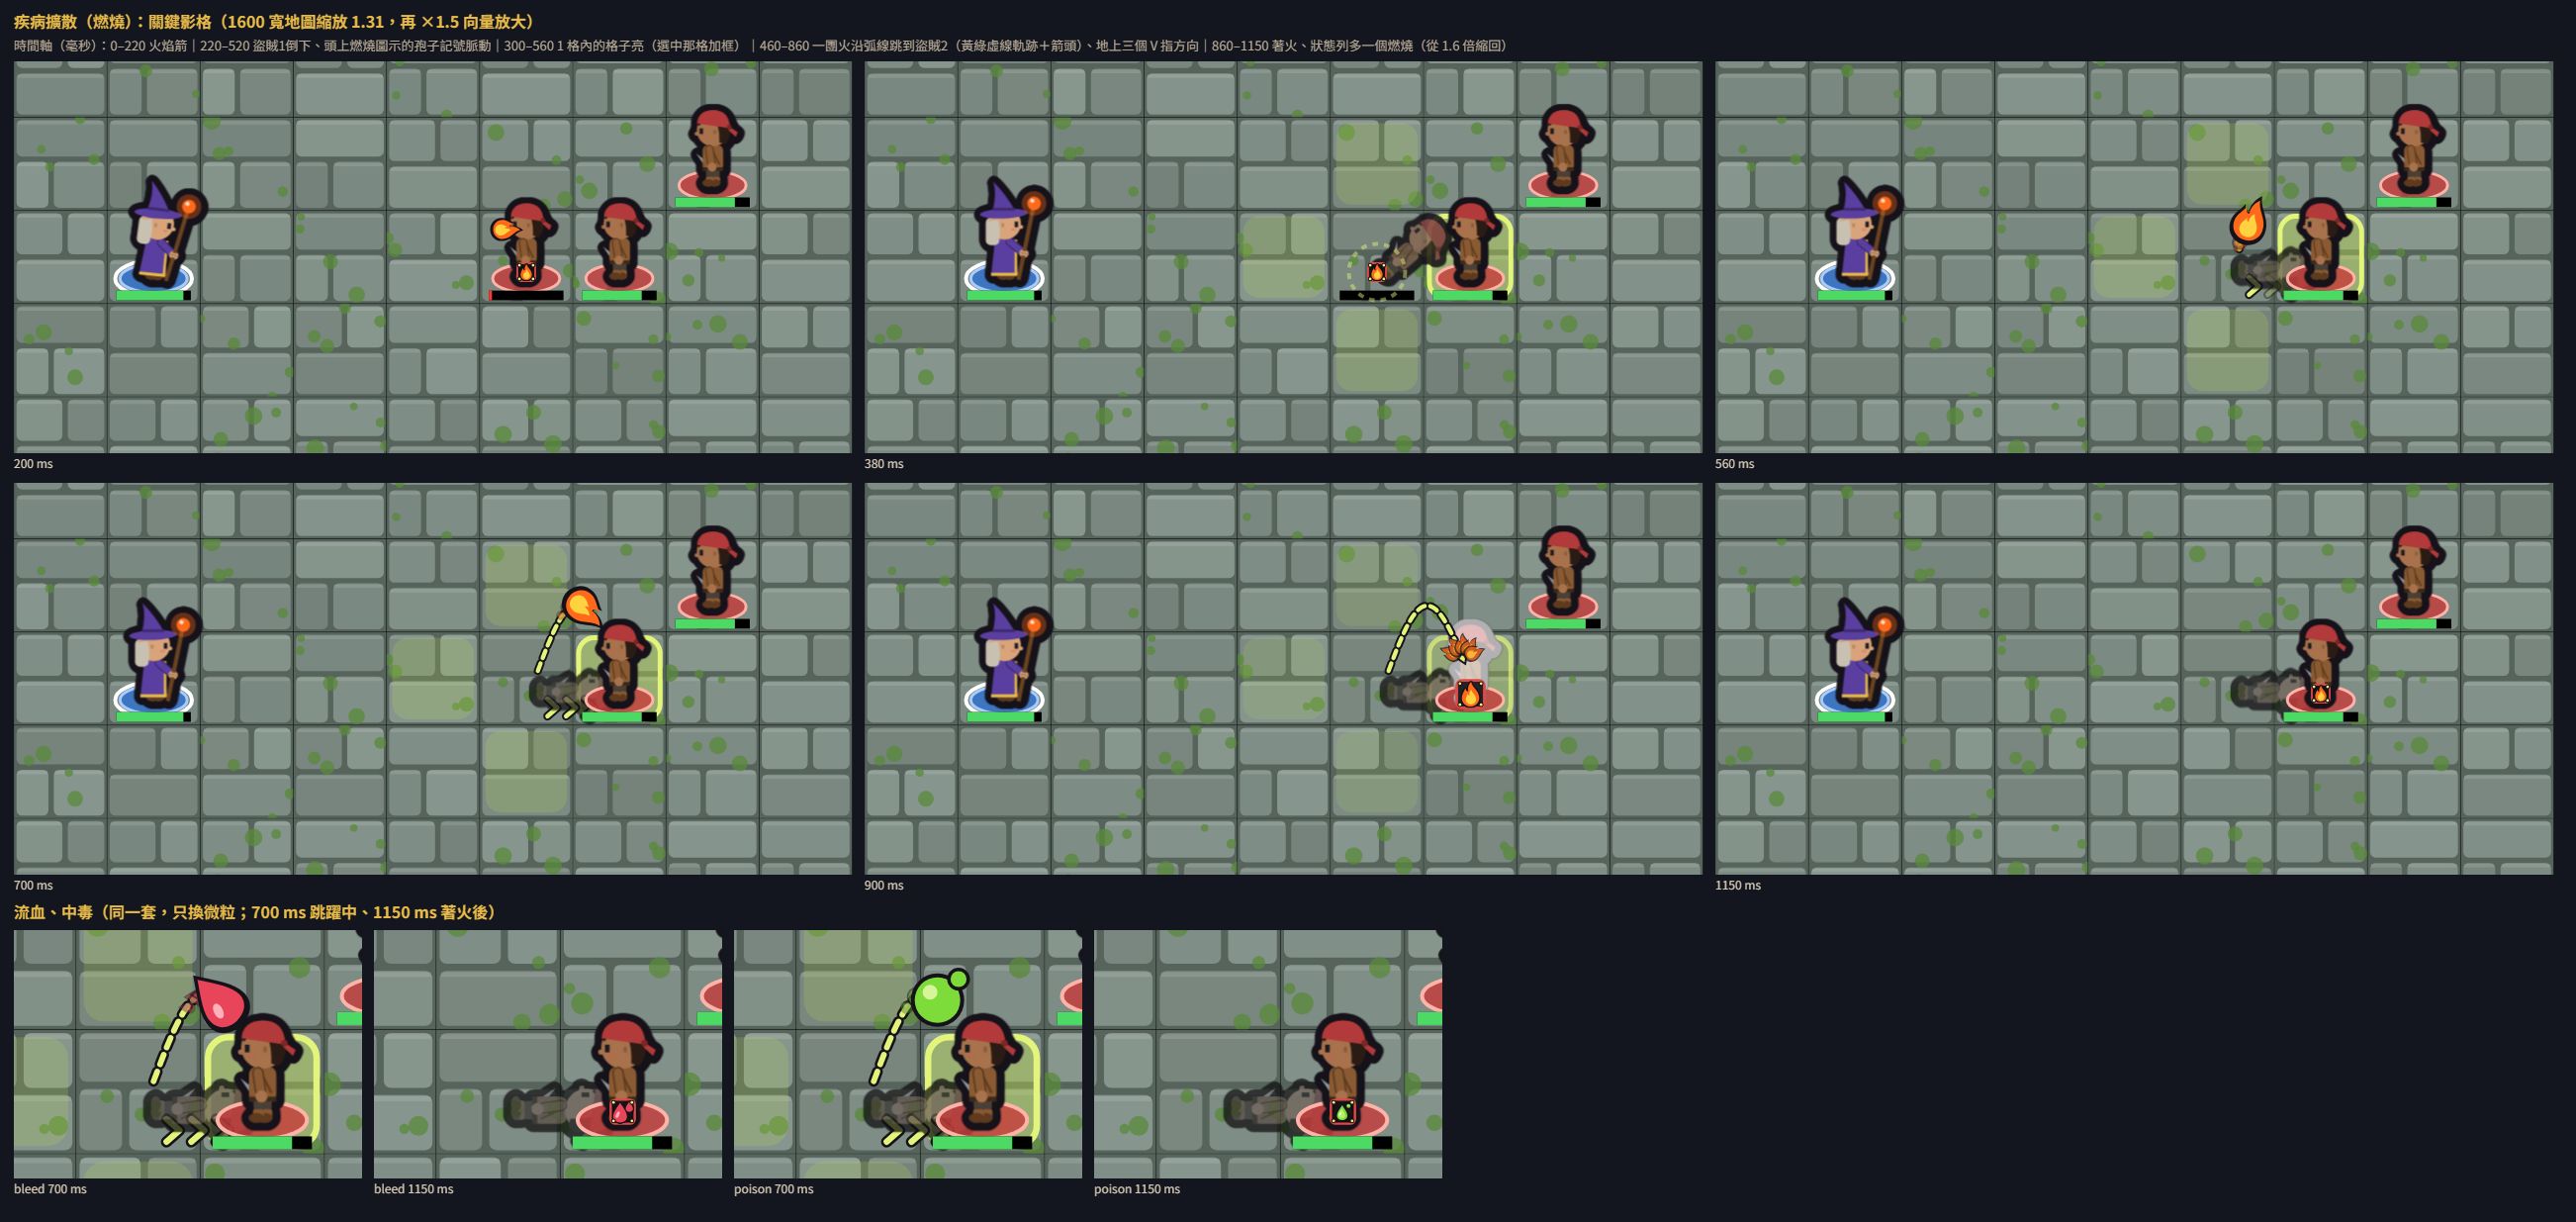 疾病擴散（燃燒）：關鍵影格（1600 寬地圖縮放 1.31，再 ×1.5 向量放大）
時間軸（毫秒）：0–220 火焰箭｜220–520 盜賊1倒下、頭上燃燒圖示的孢子記號脈動｜300–560 1 格內的格子亮（選中那格加框）｜460–860 一團火沿弧線跳到盜賊2（黃綠虛線軌跡＋箭頭）、地上三個 V 指方向｜860–1150 著火、狀態列多一個燃燒（從 1.6 倍縮回）
200 ms
380 ms
560 ms
700 ms
900 ms
1150 ms
流血、中毒（同一套，只換微粒；700 ms 跳躍中、1150 ms 著火後）
bleed 700 ms
bleed 1150 ms
poison 700 ms
poison 1150 ms